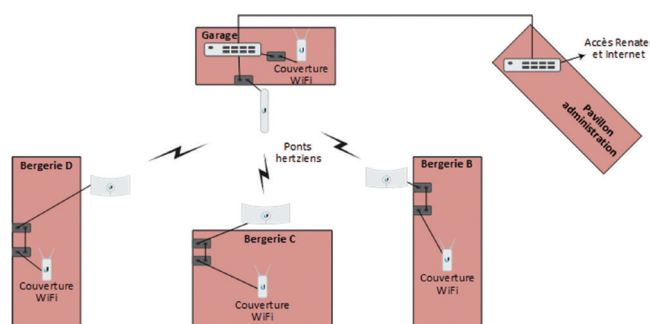 Garage
Couverture
WiFi
Accès Renater
et Internet
Pavillon
administration
Ponts
hertziens
Bergerie D
Couverture
WiFi
Bergerie C
Couverture
WiFi
Bergerie B
Couverture
WiFi